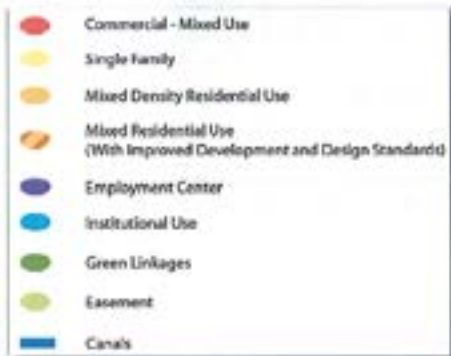 Commercial - Mixed Use
Single Family
Mixed Density Residential Use
Mixed Residential Use
(With Improved Development and Design Standards)
Employment Center
Institutional Use
Green Linkages
Easement
Canals